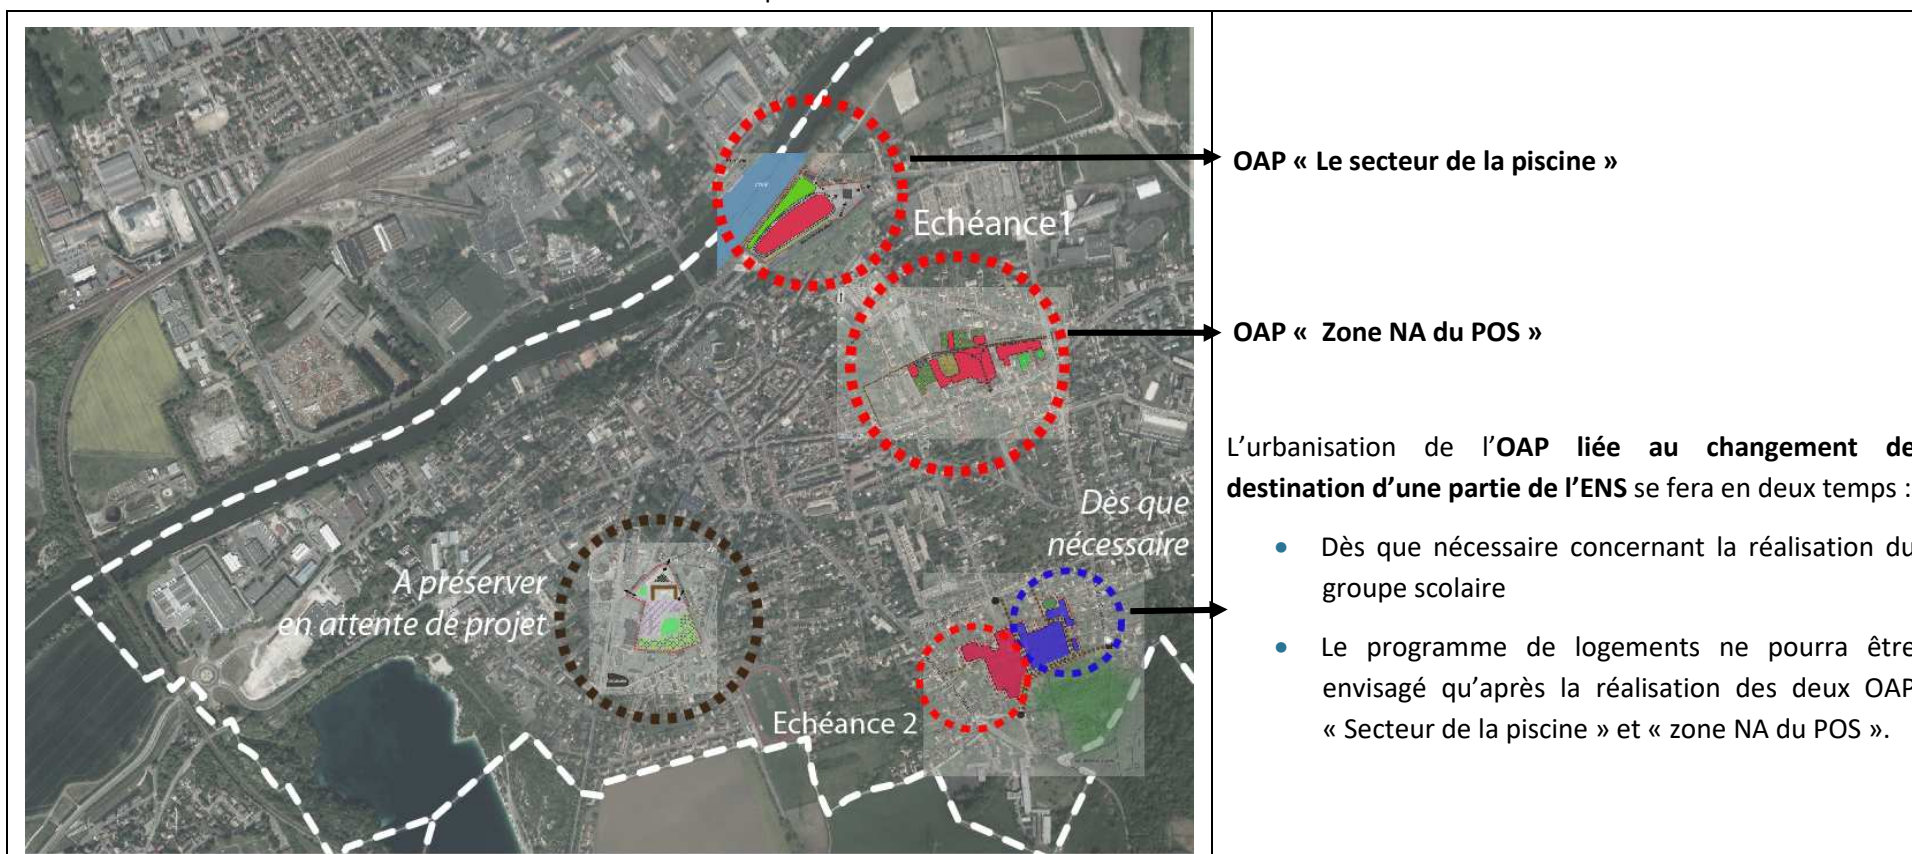 OAP « Le secteur de la piscine »
Echéance1
OAP « Zone NA du POS »
L'urbanisation de l'OAP liée au changement de
destination d'une partie de l'ENS se fera en deux temps :
Dès que
nécessaire
• Dès que nécessaire concernant la réalisation du
groupe scolaire
A préserver
en attente de projet
• Le programme de logements ne pourra être
envisagé qu'après la réalisation des deux OAP
« Secteur de la piscine » et « zone NA du POS ».
Echéance 2